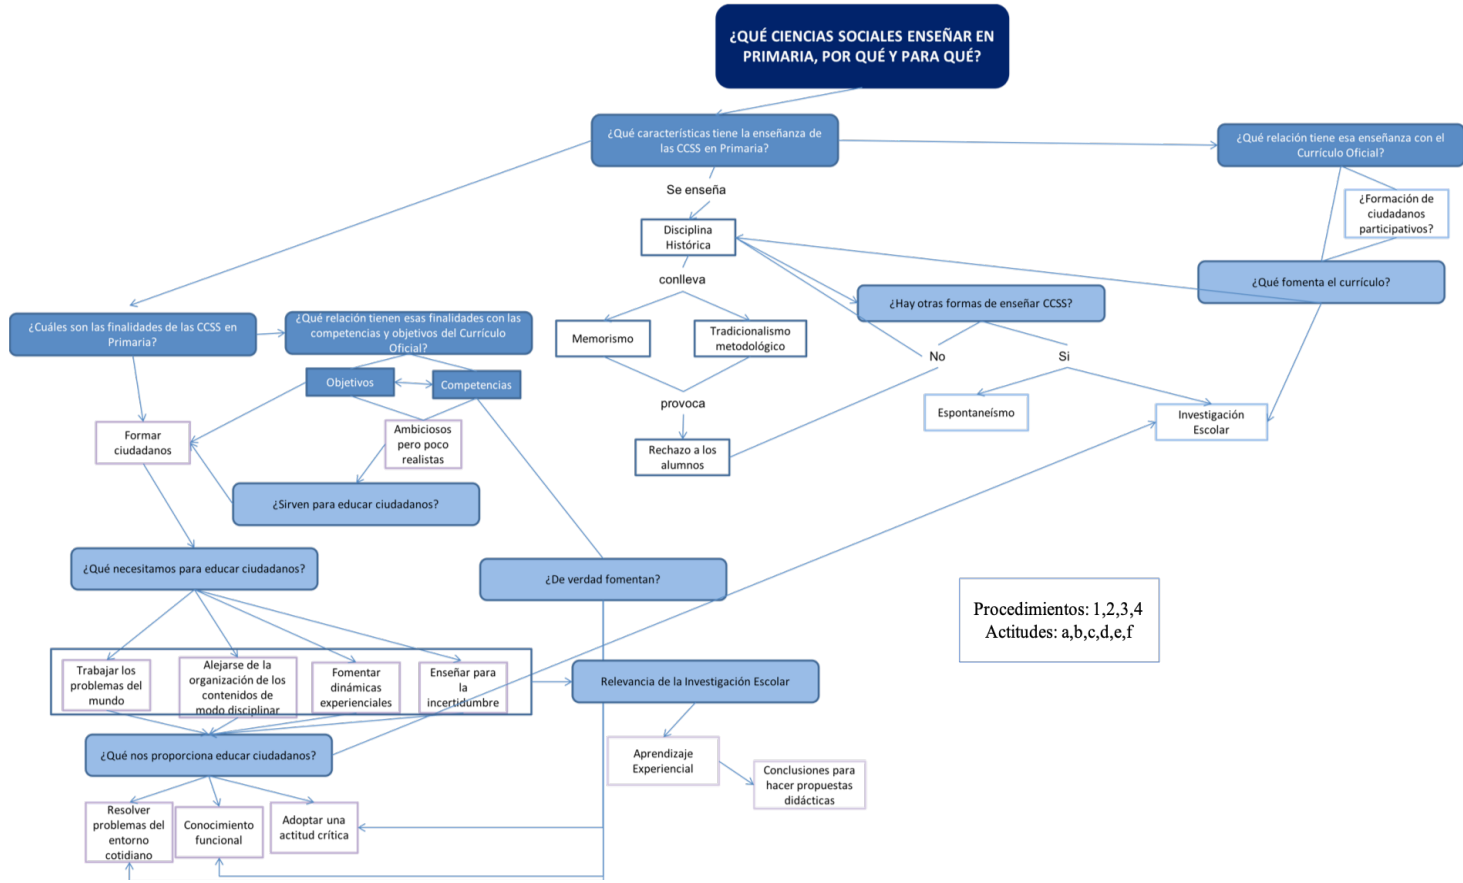 ¿QUÉ CIENCIAS SOCIALES ENSEÑAR EN
PRIMARIA, POR QUÉ Y PARA QUÉ?
¿Qué características tiene la enseñanza de
las CCSS en Primaria?
¿Qué relación tiene esa enseñanza con el
Currículo Oficial?
Se enseña
¿Formación de
ciudadanos
participativos?
Disciplina
Histórica
conlleva
¿Qué fomenta el currículo?
¿Hay otras formas de enseñar CCSS?
¿Cuáles son las finalidades de las CCSS en
Primaria?
¿Qué relación tienen esas finalidades con las
competencias y objetivos del Currículo
Oficial?
Memorismo
Tradicionalismo
metodológico
No
Si
Objetivos
Competencias
provoca
Espontaneísmo
Investigación
Escolar
Formar
ciudadanos
Ambiciosos
pero poco
realistas
Rechazo a los
alumnos
¿Sirven para educar ciudadanos?
¿Qué necesitamos para educar ciudadanos?
¿De verdad fomentan?
Procedimientos: 1,2,3,4
Actitudes: a,b,c,d,e,f
Trabajar los
problemas del
mundo
Alejarse de la
organización de los
contenidos de
modo disciplinar
Fomentar
dinámicas
experienciales
Enseñar para
la
incertidumbre
Relevancia de la Investigación Escolar
¿Qué nos proporciona educar ciudadanos?
Aprendizaje
Experiencial
Conclusiones para
hacer propuestas
didácticas
Resolver
problemas del
entorno
cotidiano
Conocimiento
funcional
Adoptar una
actitud crítica